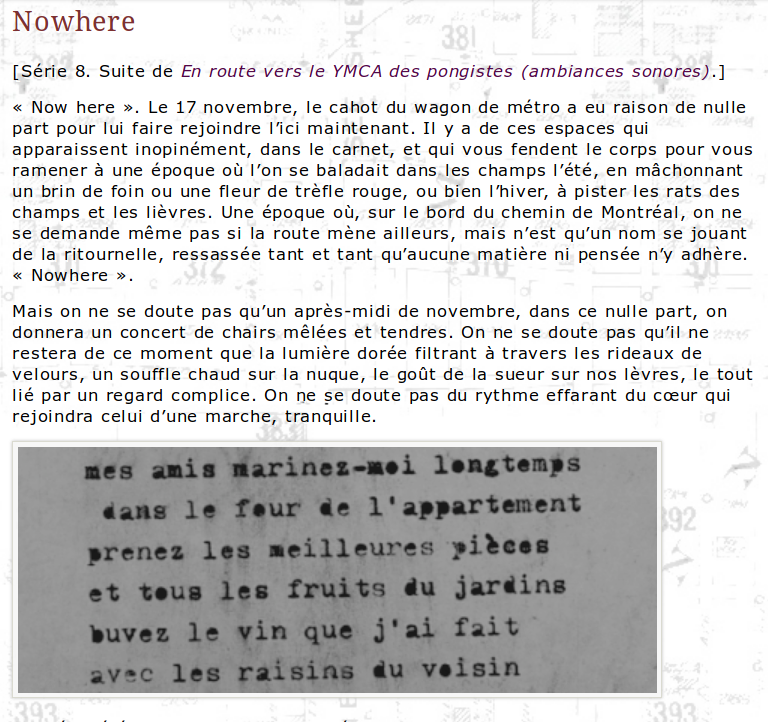 Nowhere
[Série 8. Suite de En route vers le YMCA des pongistes (ambiances sonores).]
« Now here ». Le 17 novembre, le cahot du wagon de métro a eu raison de nulle
part pour lui faire rejoindre l’ici maintenant. Il y a de ces espaces qui
apparaissent inopinément, dans le carnet, et qui vous fendent le corps pour vous
ramener à une époque où l’on se baladait dans les champs l’été, en mâchonnant
un brin de foin ou une fleur de trèfle rouge, ou bien l’hiver, à pister les rats des
champs et les lièvres. Une époque où, sur le bord du chemin de Montréal, on ne
se demande même pas si la route mène ailleurs, mais n’est qu’un nom se jouant
de la ritournelle, ressassée tant et tant qu’aucune matière ni pensée n’y adhère.
« Nowhere ».
Mais on ne se doute pas qu’un après-midi de novembre, dans ce nulle part, on
donnera un concert de chairs mêlées et tendres. On ne se doute pas qu’il ne
restera de ce moment que la lumière dorée filtrant à travers les rideaux de
velours, un souffle chaud sur la nuque, le goût de la sueur sur nos lèvres, le tout
lié par un regard complice. On ne se doute pas du rythme effarant du cœur qui
rejoindra celui d’une marche, tranquille.
mes amis marinez-moi longtemps
dans le four de l'appartement
prenez les meilleures pièces
et tous les fruits du jardins
buvez le vin que j'ai fait
avec les raisins du voisin
381
372
370
383
392
393
393